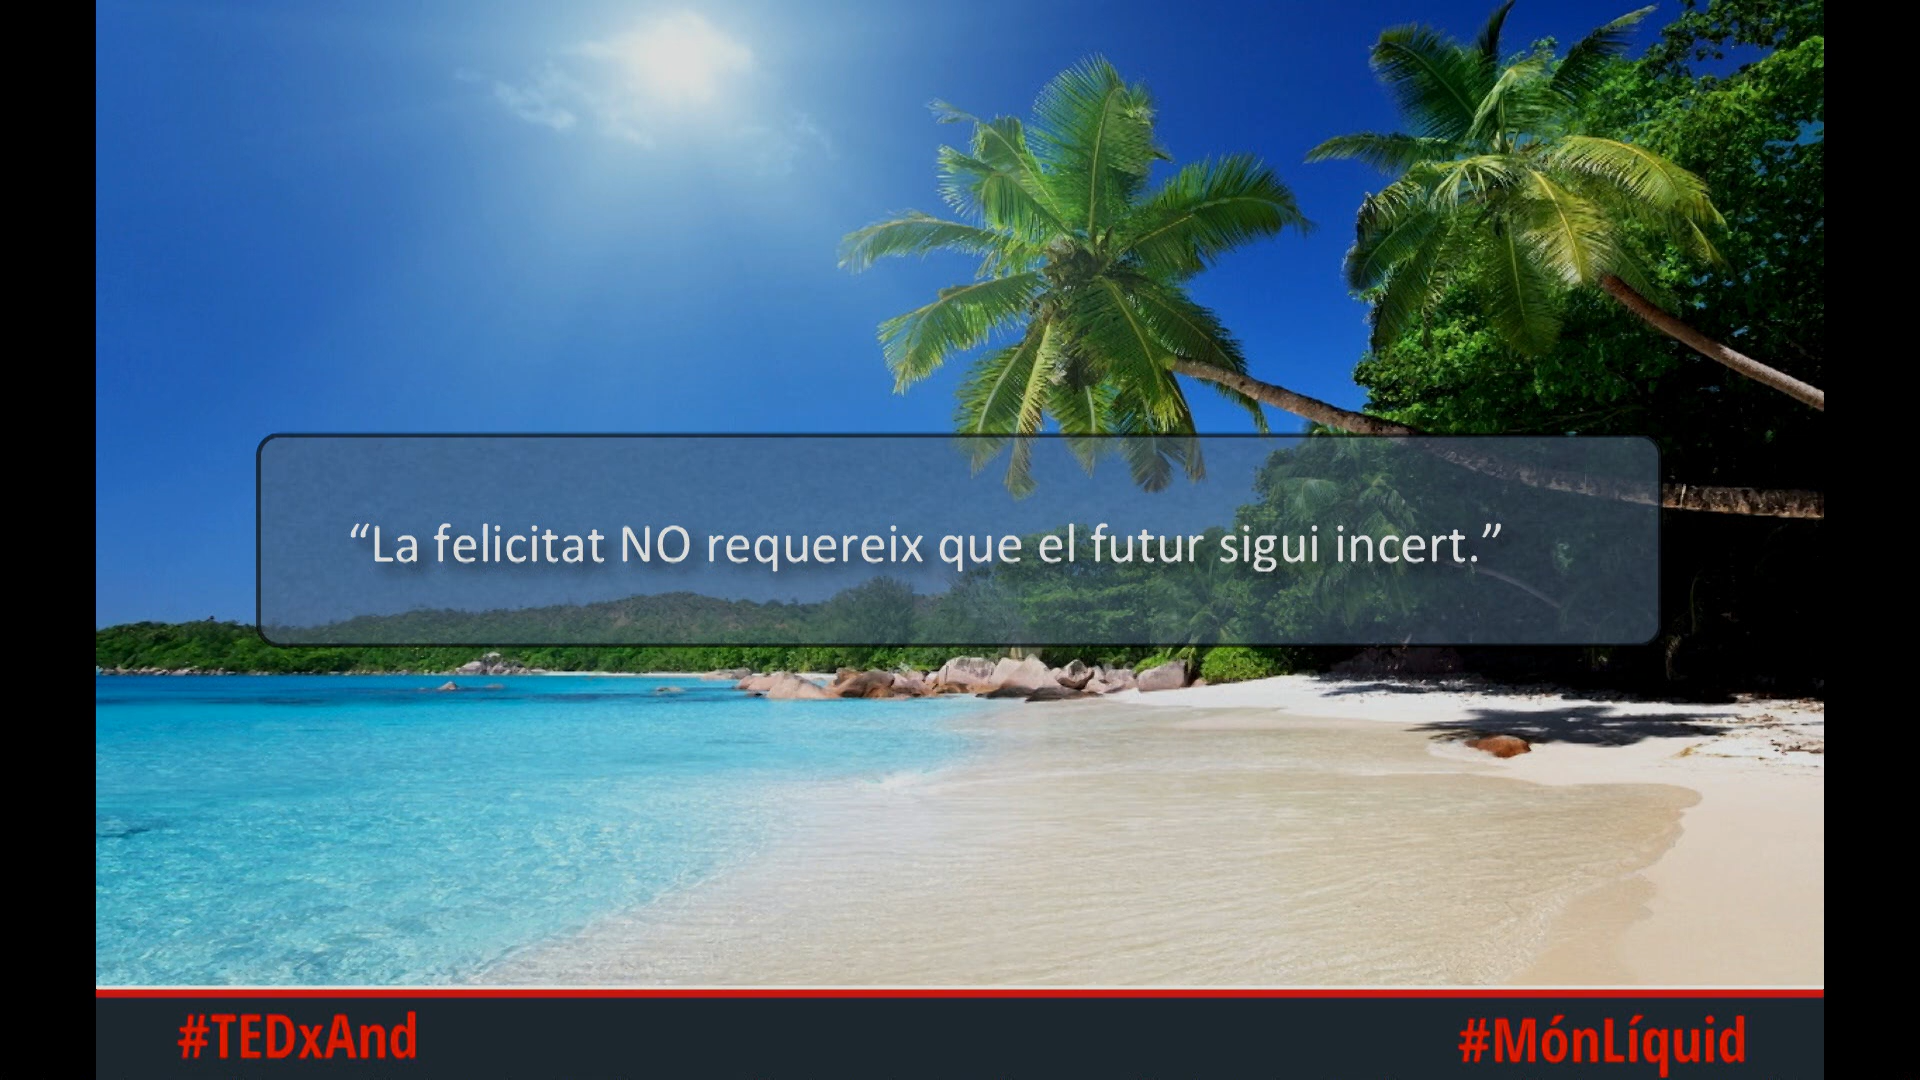 “La felicitat NO requereix que el futur sigui incert.”
#TEDxAnd
#MónLíquid